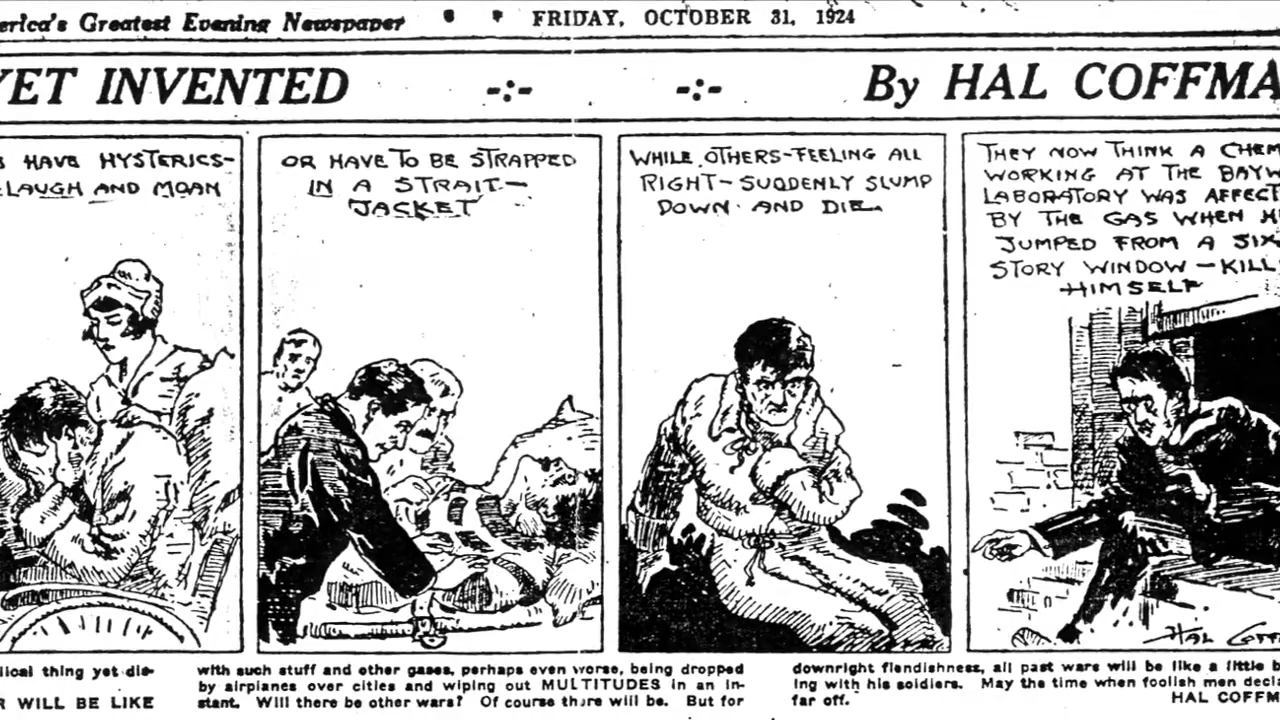 erica's Greatest Evening Newspaper
FRIDAY, OCTOBER 31, 1924
YET INVENTED -:- -:- By HAL COFFMA
HAVE HYSTERICS-
LAUGH AND MOAN
OR HAVE TO BE STRAPPED
IN A STRAIT-
JACKET
WHILE OTHERS-FEELING ALL
RIGHT- SUDDENLY SLUMP
DOWN AND DIE.
THEY NOW THINK A CHEM
WORKING AT THE BAYW
LABORATORY WAS AFFECT
BY THE GAS WHEN H
JUMPED FROM A SIX
STORY WINDOW - KILL
HIMSELF
HAL COFF
lical thing yet dis-
R WILL BE LIKE
with such stuff and other gases, perhaps even worse, being dropped
by airplanes over cities and wiping out MULTITUDES in an in-
stant. Will there be other wars? Of course there will be. But for
downright fiendishness, all past wars will be like a little b
ing with his soldiers. May the time when foolish men decla
far off.
HAL COFFM